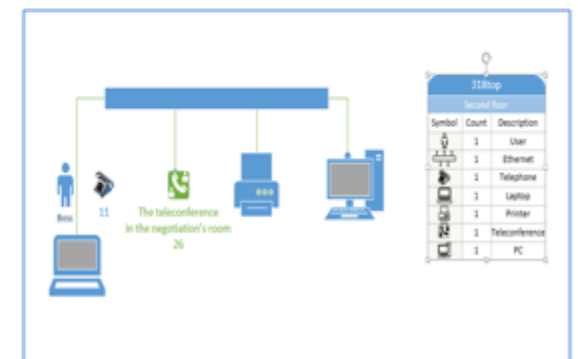 Boss
11
The teleconference
in the negotiation's room
26
318top
Second floor
Symbol Count Description
1 User
1 Ethernet
1 Telephone
1 Laptop
1 Printer
1 Teleconference
1 PC